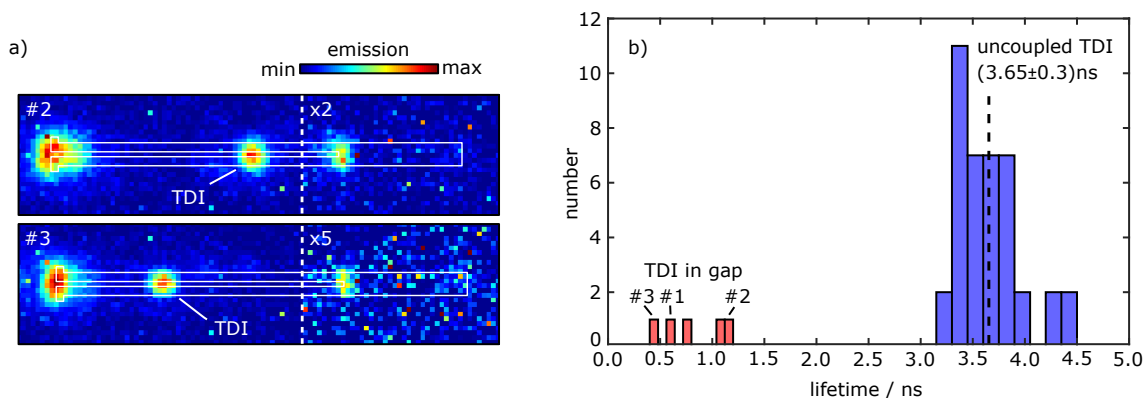 a)
emission
min
max
#2
x2
TDI
#3
x5
TDI
b)
uncoupled TDI
(3.65±0.3)ns
TDI in gap
#3 #1 #2
number
12
10
8
6
4
2
0
0.0 0.5 1.0 1.5 2.0 2.5 3.0 3.5 4.0 4.5 5.0
lifetime / ns